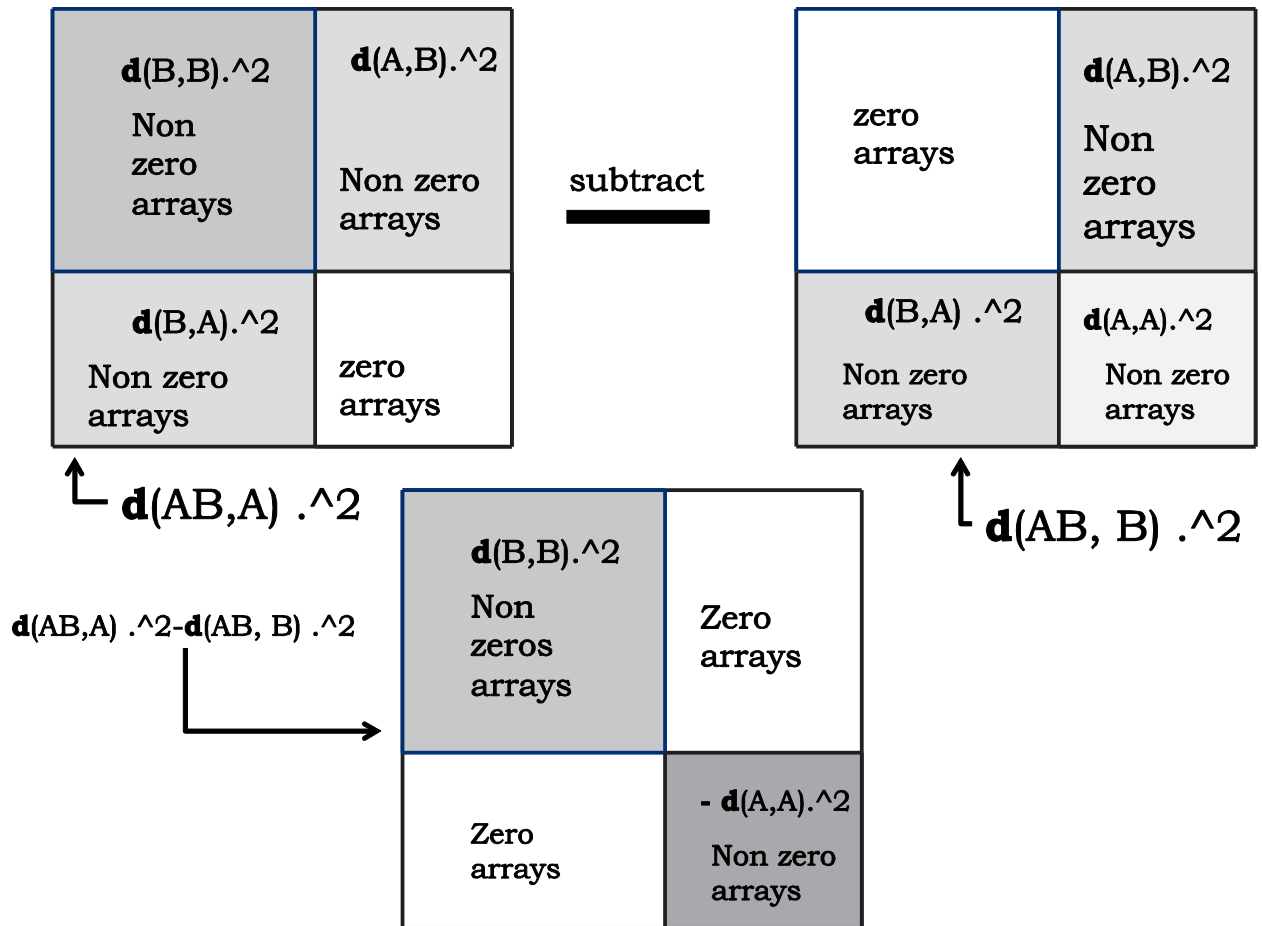 d(B,B).^2
Non
zero
arrays
d(A,B).^2
Non zero
arrays
d(B,A).^2
Non zero
arrays
zero
arrays
subtract
zero
arrays
d(A,B).^2
Non
zero
arrays
d(B,A) .^2
Non zero
arrays
d(A,A).^2
Non zero
arrays
d(AB,A) .^2
d(AB, B) .^2
d(AB,A) .^2-d(AB, B) .^2
d(B,B).^2
Non
zeros
arrays
Zero
arrays
Zero
arrays
- d(A,A).^2
Non zero
arrays